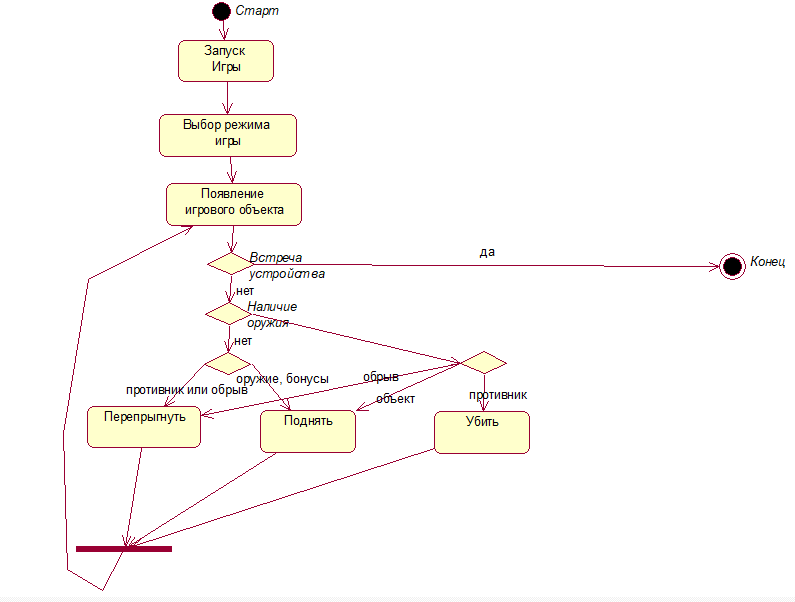 Старт
Запуск
Игры
Выбор режима
игры
Появление
игрового объекта
Встреча
устройства
да
Конец
нет
Наличие
оружия
нет
противник или обрыв
оружие, бонусы
обрыв
объект
противник
Перепрыгнуть
Поднять
Убить